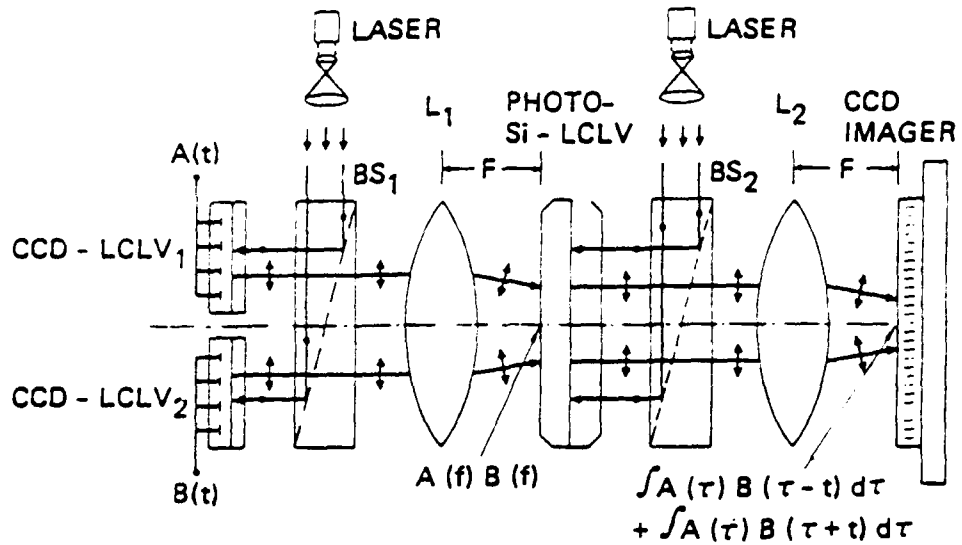 LASER
LASER
L1
PHOTO-
Si - LCLV
L2
CCD
IMAGER
A(t)
BS1
F
BS2
F
CCD - LCLV1
CCD - LCLV2
B(t)
A (f) B (f)
∫A (τ) B (τ - t) dτ
+ ∫A (τ) B (τ + t) dτ